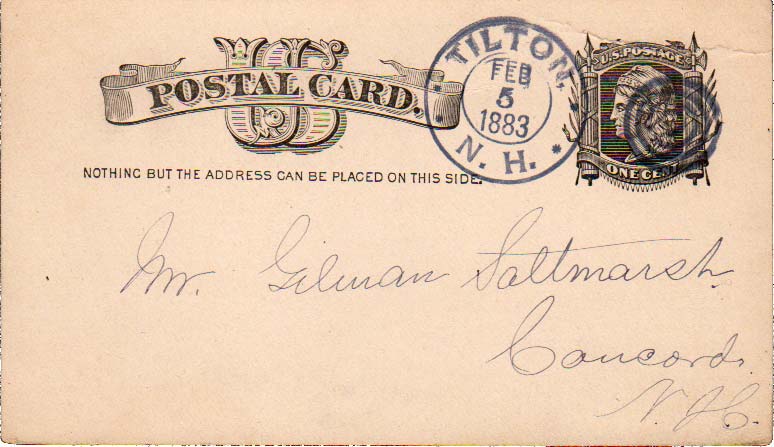 US
POSTAL CARD.
NOTHING BUT THE ADDRESS CAN BE PLACED ON THIS SIDE.
TILTON,
FEB
5
1883
N. H.
U.S. POSTAGE
ONE CENT
Mr. Gilman Saltmarsh
Concord.
N. H.